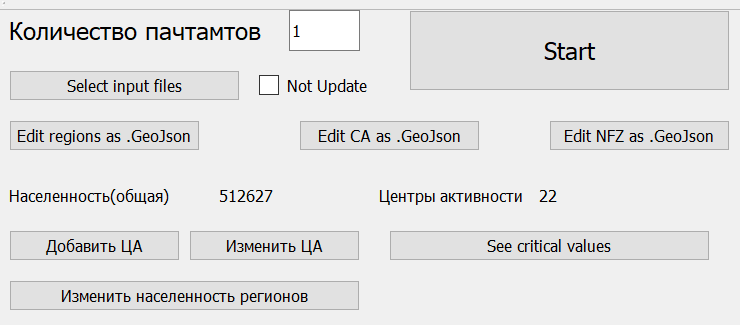 Количество пачтамтов 1
Start
Select input files
Not Update
Edit regions as .GeoJson
Edit CA as .GeoJson
Edit NFZ as .GeoJson
Населенность(общая) 512627
Центры активности 22
Добавить ЦА
Изменить ЦА
See critical values
Изменить населенность регионов